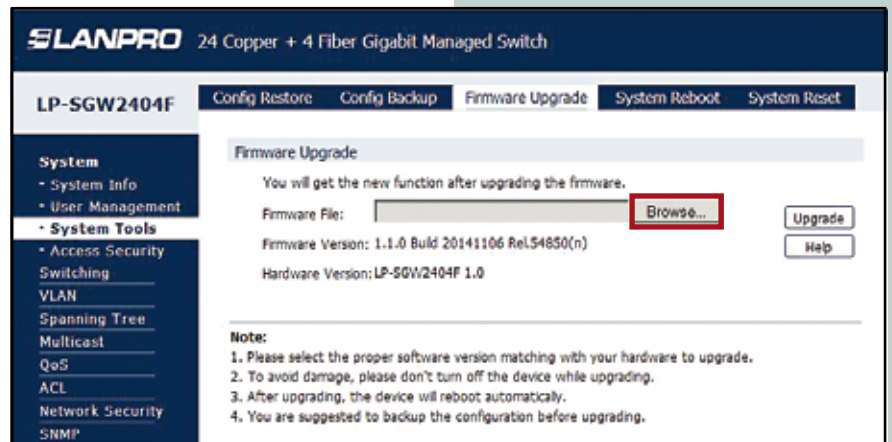 SLANPRO 24 Copper + 4 Fiber Gigabit Managed Switch
LP-SGW2404F
Config Restore Config Backup Firmware Upgrade System Reboot System Reset
System
- System Info
- User Management
- System Tools
- Access Security
Switching
VLAN
Spanning Tree
Multicast
QoS
ACL
Network Security
SNMP
Firmware Upgrade
You will get the new function after upgrading the firmware.
Firmware File: Browse... Upgrade
Firmware Version: 1.1.0 Build 20141106 Rel.54850(n) Help
Hardware Version: LP-SGW2404F 1.0
Note:
1. Please select the proper software version matching with your hardware to upgrade.
2. To avoid damage, please don't turn off the device while upgrading.
3. After upgrading, the device will reboot automatically.
4. You are suggested to backup the configuration before upgrading.